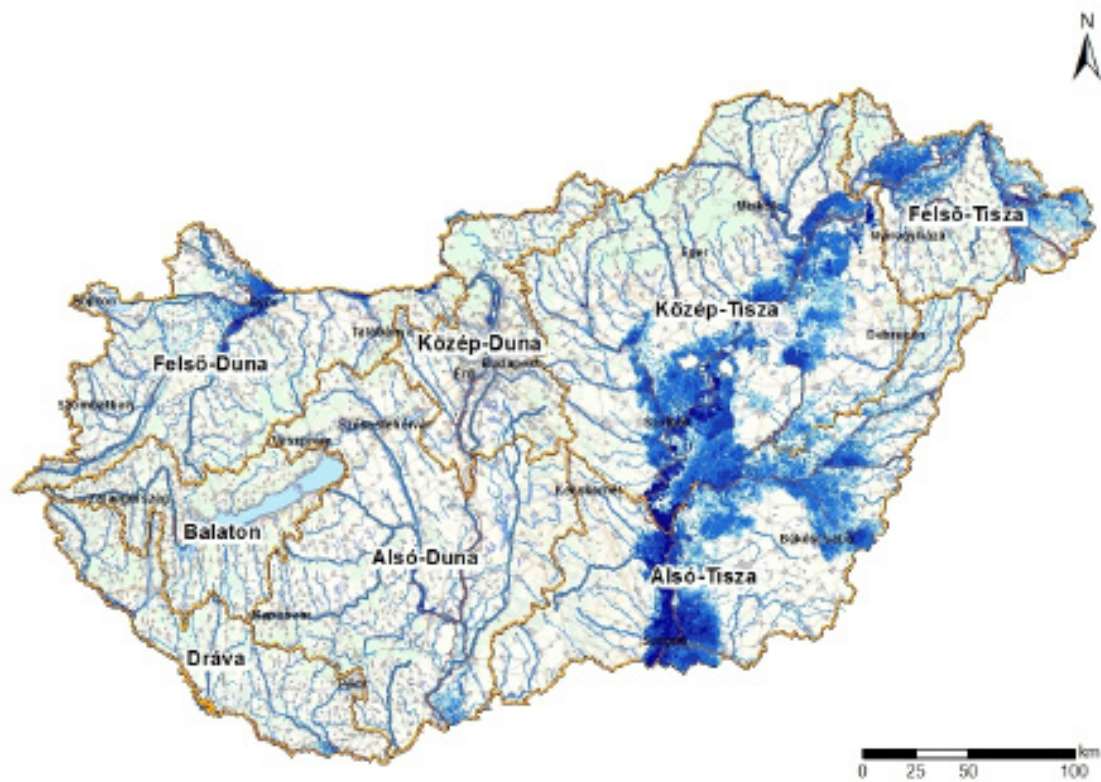 N
Felső-Tisza
Miskolc
Nyíregyháza
Eger
Közép-Tisza
Sopron
Győr
Tatabánya
Közép-Duna
Debrecen
Felső-Duna
Budapest
Érd
Szombathely
Székesfehérvár
Szolnok
Veszprém
Zalaegerszeg
Kecskemét
Balaton
Békéscsaba
Alsó-Duna
Alsó-Tisza
Kaposvár
Szeged
Dráva
Pécs
km
0 25 50 100